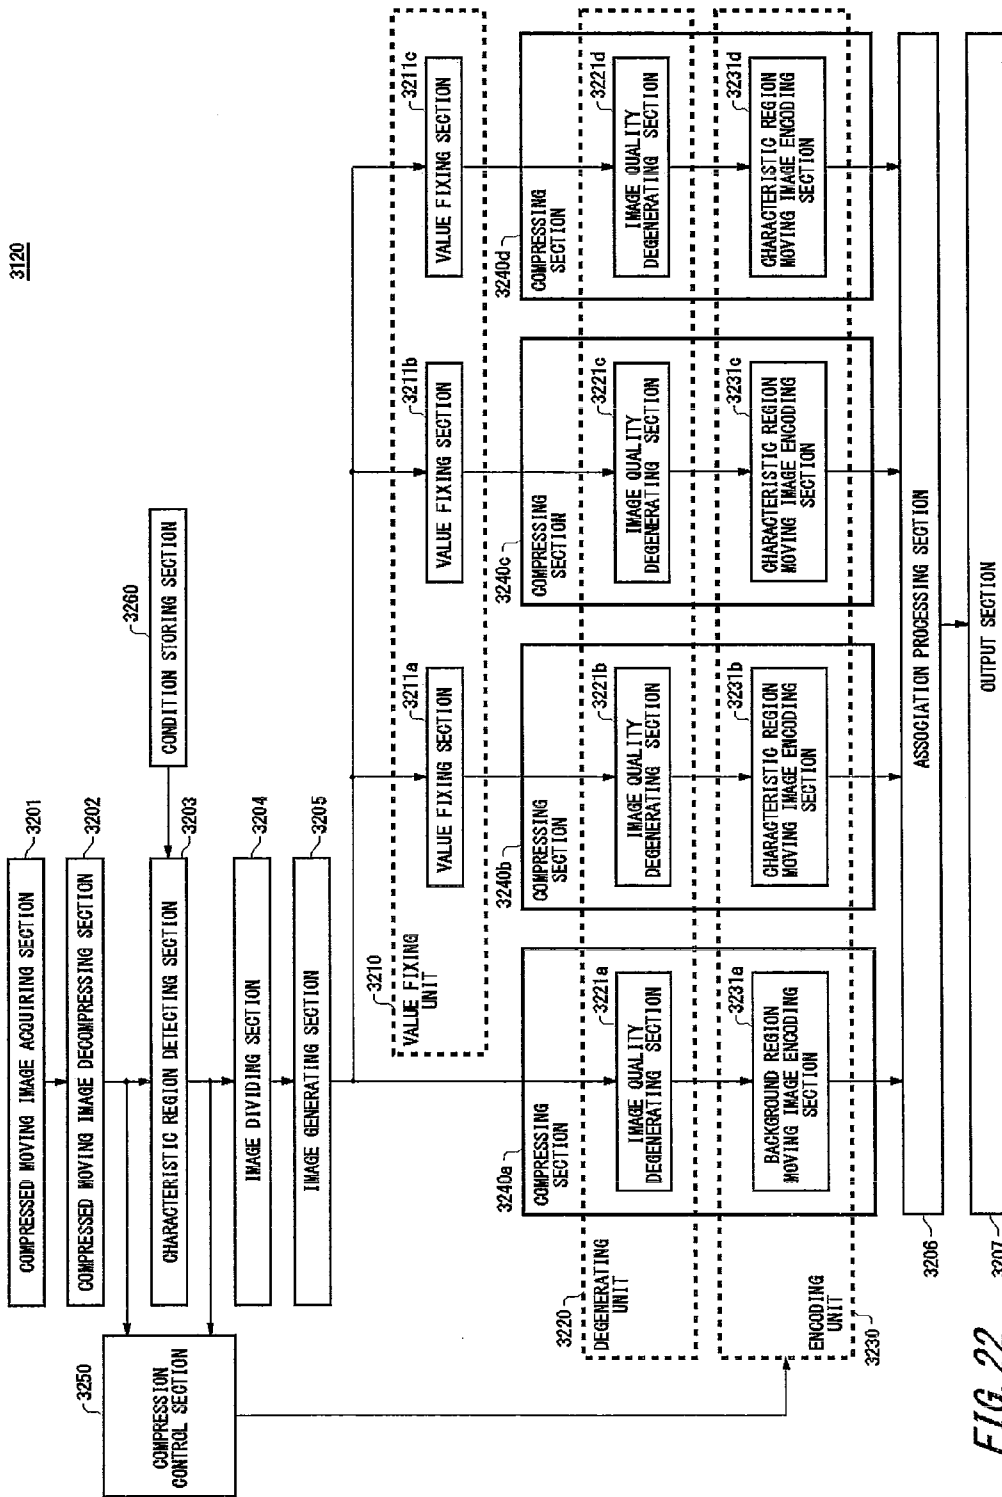 3120
COMPRESSED MOVING IMAGE ACQUIRING SECTION
3201
COMPRESSED MOVING IMAGE DECOMPRESSING SECTION
3202
CONDITION STORING SECTION
3260
CHARACTERISTIC REGION DETECTING SECTION
3203
IMAGE DIVIDING SECTION
3204
IMAGE GENERATING SECTION
3205
3250
COMPRESSION
CONTROL SECTION
3210
VALUE FIXING
UNIT
3211a
VALUE FIXING SECTION
3211b
VALUE FIXING SECTION
3211c
VALUE FIXING SECTION
3240a
COMPRESSING
SECTION
3240b
COMPRESSING
SECTION
3240c
COMPRESSING
SECTION
3240d
COMPRESSING
SECTION
3220
DEGENERATING
UNIT
3221a
IMAGE QUALITY
DEGENERATING SECTION
3221b
IMAGE QUALITY
DEGENERATING SECTION
3221c
IMAGE QUALITY
DEGENERATING SECTION
3221d
IMAGE QUALITY
DEGENERATING SECTION
ENCODING
UNIT
3230
3231a
BACKGROUND REGION
MOVING IMAGE ENCODING
SECTION
3231b
CHARACTERISTIC REGION
MOVING IMAGE ENCODING
SECTION
3231c
CHARACTERISTIC REGION
MOVING IMAGE ENCODING
SECTION
3231d
CHARACTERISTIC REGION
MOVING IMAGE ENCODING
SECTION
3206
ASSOCIATION PROCESSING SECTION
3207
OUTPUT SECTION
FIG. 22